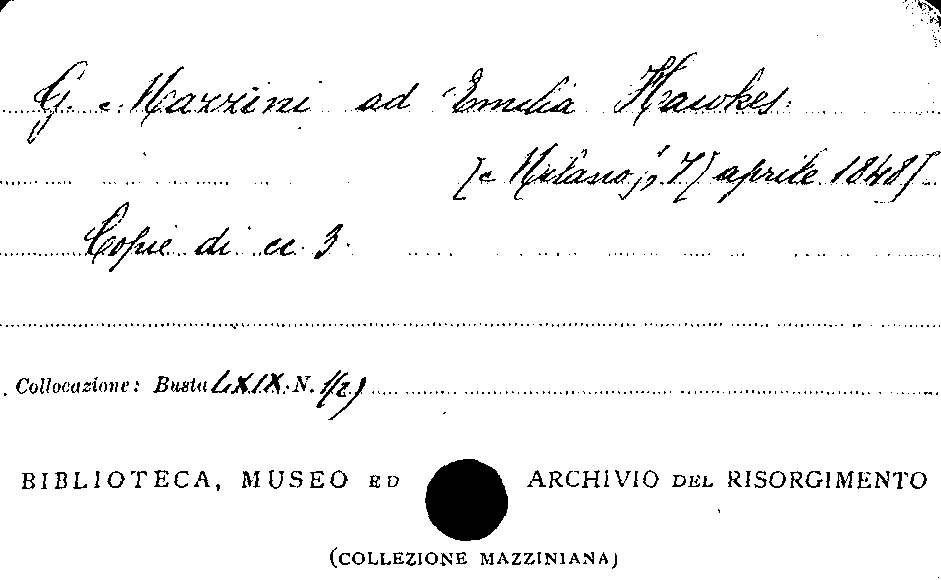 G. Mazzini ad Emilia Hawkes.
[Milano, 7] aprile 1848]
Copie di cc. 3.
Collocazione: Busta LXIX. N. 1/2)
BIBLIOTECA, MUSEO ED ARCHIVIO DEL RISORGIMENTO
(COLLEZIONE MAZZINIANA)